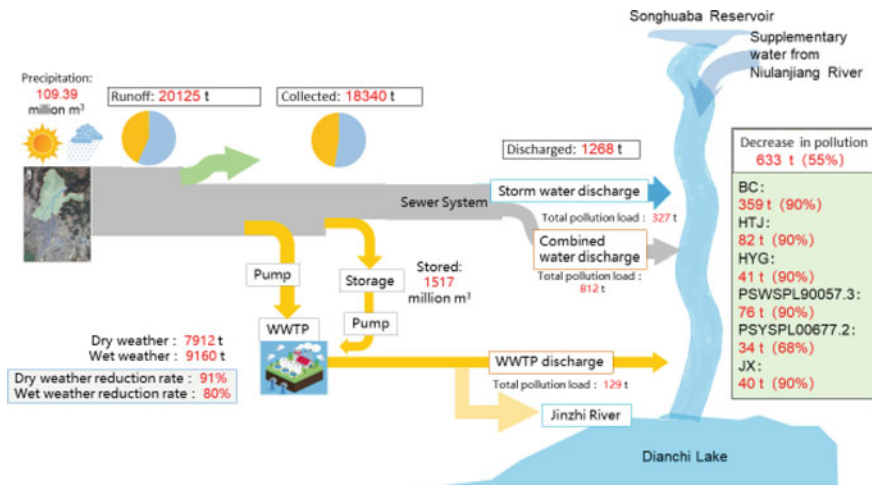 Songhuaba Reservoir
Supplementary
water from
Niulanjiang River
Precipitation:
109.39
million m³
Runoff: 20125 t
Collected: 18340 t
Discharged: 1268 t
Decrease in pollution
633 t (55%)
BC:
359 t (90%)
HTJ:
82 t (90%)
HYG:
41 t (90%)
PSWSPL90057.3:
76 t (90%)
PSYSPL00677.2:
34 t (68%)
JX:
40 t (90%)
Sewer System
Storm water discharge
Total pollution load : 327 t
Combined
water discharge
Total pollution load :
812 t
Pump
Storage
Stored:
1517
million m³
Pump
WWTP
Dry weather : 7912 t
Wet weather : 9160 t
Dry weather reduction rate : 91%
Wet weather reduction rate : 80%
WWTP discharge
Total pollution load : 129 t
Jinzhi River
Dianchi Lake